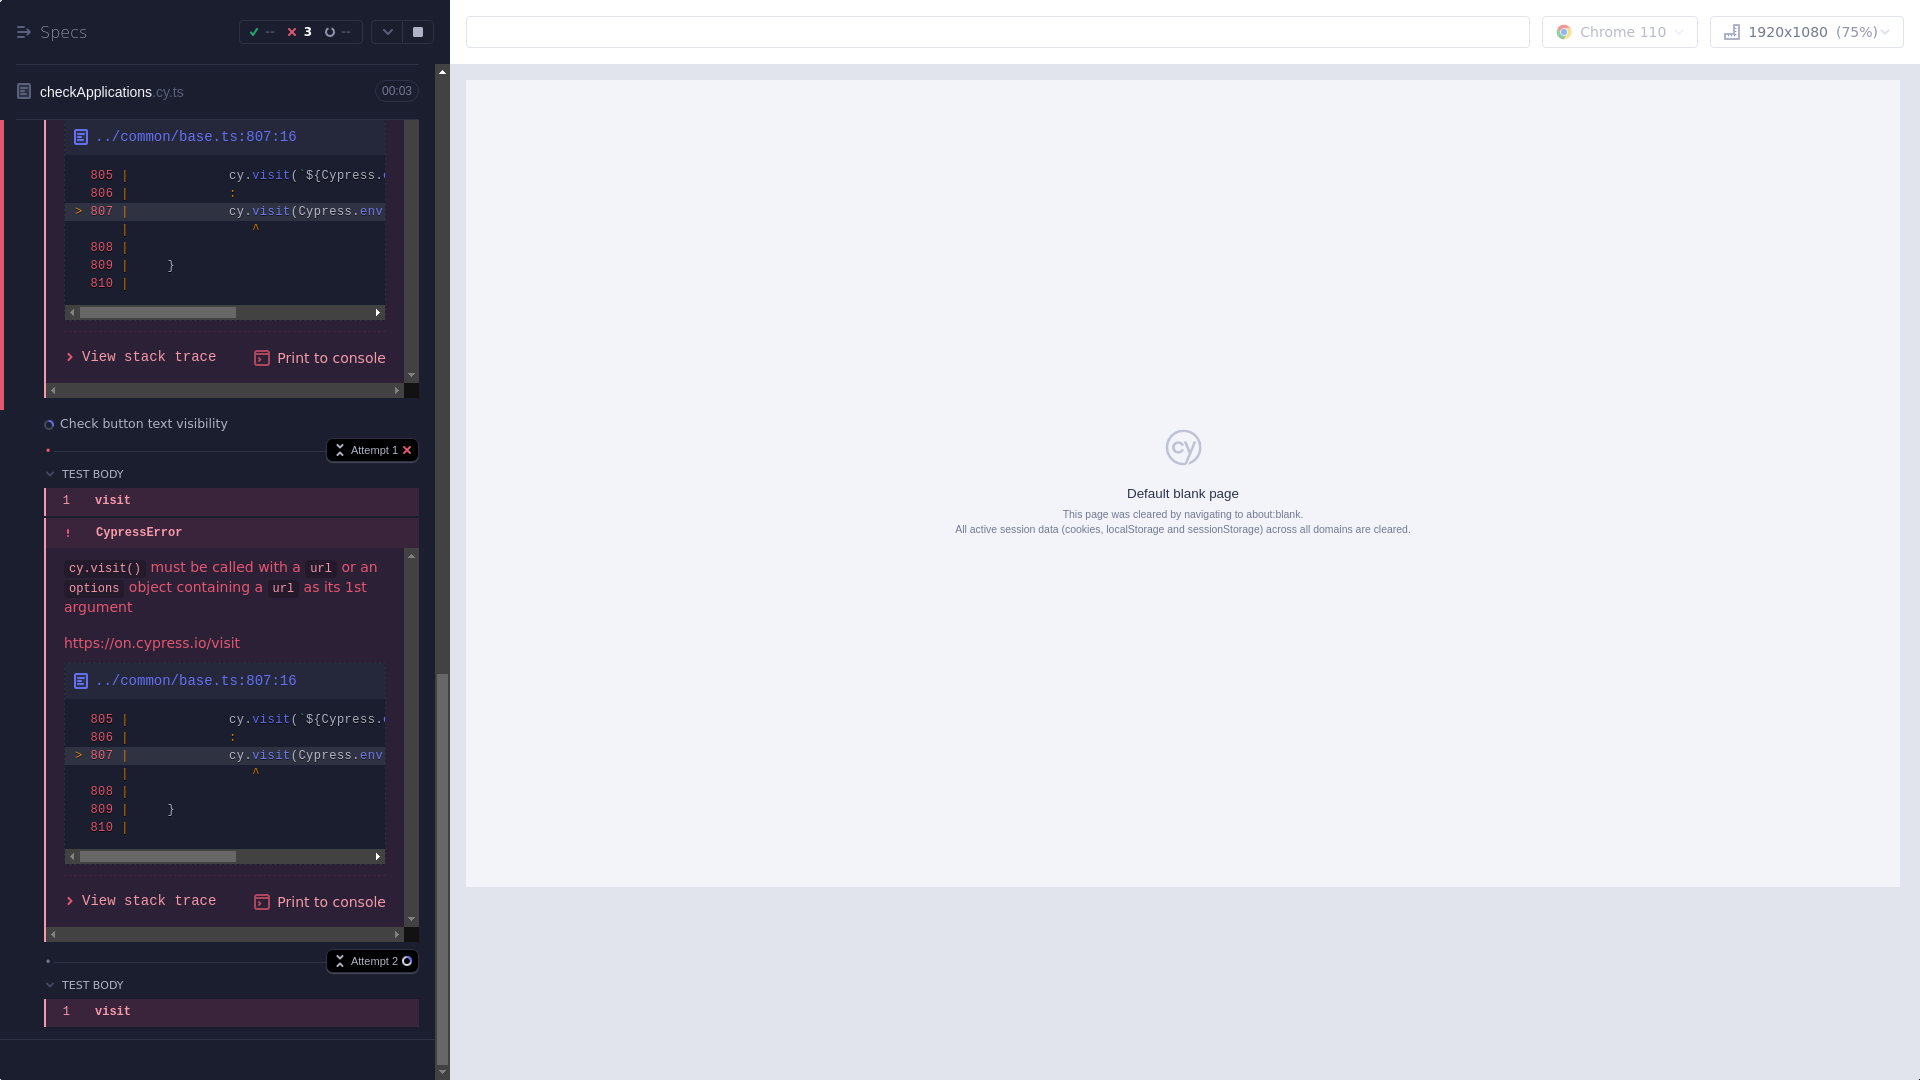 Specs
-- 3 --
Chrome 110
1920x1080 (75%)
checkApplications.cy.ts
00:03
../common/base.ts:807:16
805 | cy.visit(`${Cypress.
806 | :
> 807 | cy.visit(Cypress.env
| ^
808 |
809 | }
810 |
View stack trace
Print to console
Check button text visibility
Attempt 1
TEST BODY
1 visit
! CypressError
cy.visit() must be called with a url or an
options object containing a url as its 1st
argument
https://on.cypress.io/visit
../common/base.ts:807:16
805 | cy.visit(`${Cypress.
806 | :
> 807 | cy.visit(Cypress.env
| ^
808 |
809 | }
810 |
View stack trace
Print to console
Attempt 2
TEST BODY
1 visit
cy
Default blank page
This page was cleared by navigating to about:blank.
All active session data (cookies, localStorage and sessionStorage) across all domains are cleared.